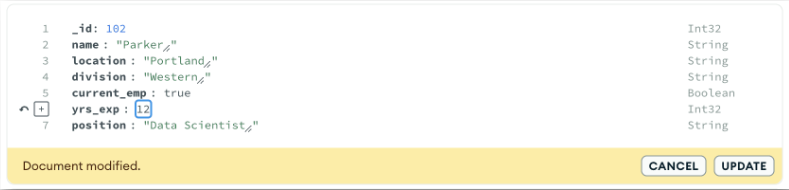 1 _id: 102 Int32
2 name : "Parker" String
3 location : "Portland" String
4 division : "Western" String
5 current_emp : true Boolean
+ yrs_exp : 12 Int32
7 position : "Data Scientist" String
Document modified. CANCEL UPDATE